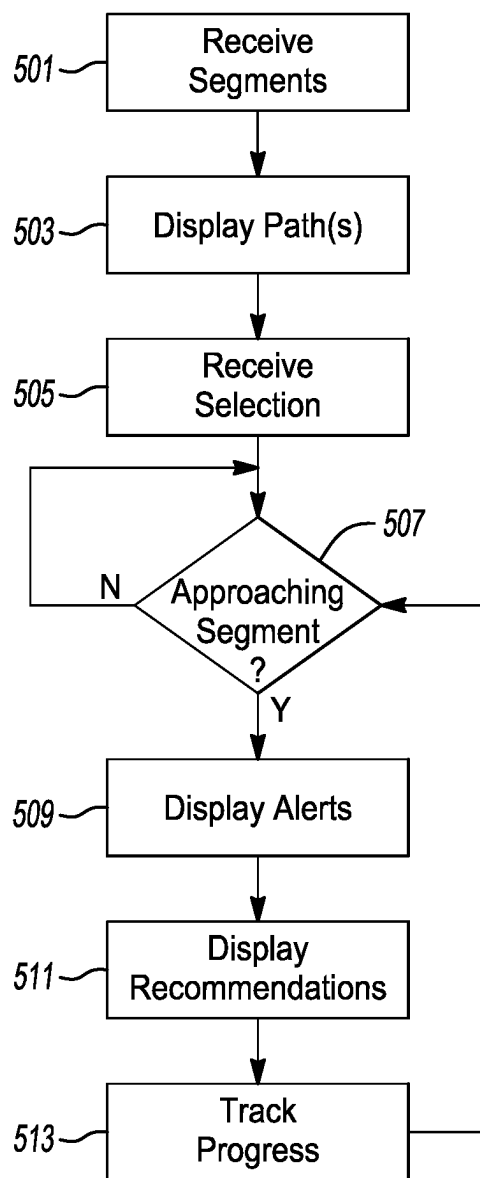 501
Receive
Segments
503
Display Path(s)
505
Receive
Selection
507
N
Approaching
Segment
?
Y
509
Display Alerts
511
Display
Recommendations
513
Track
Progress